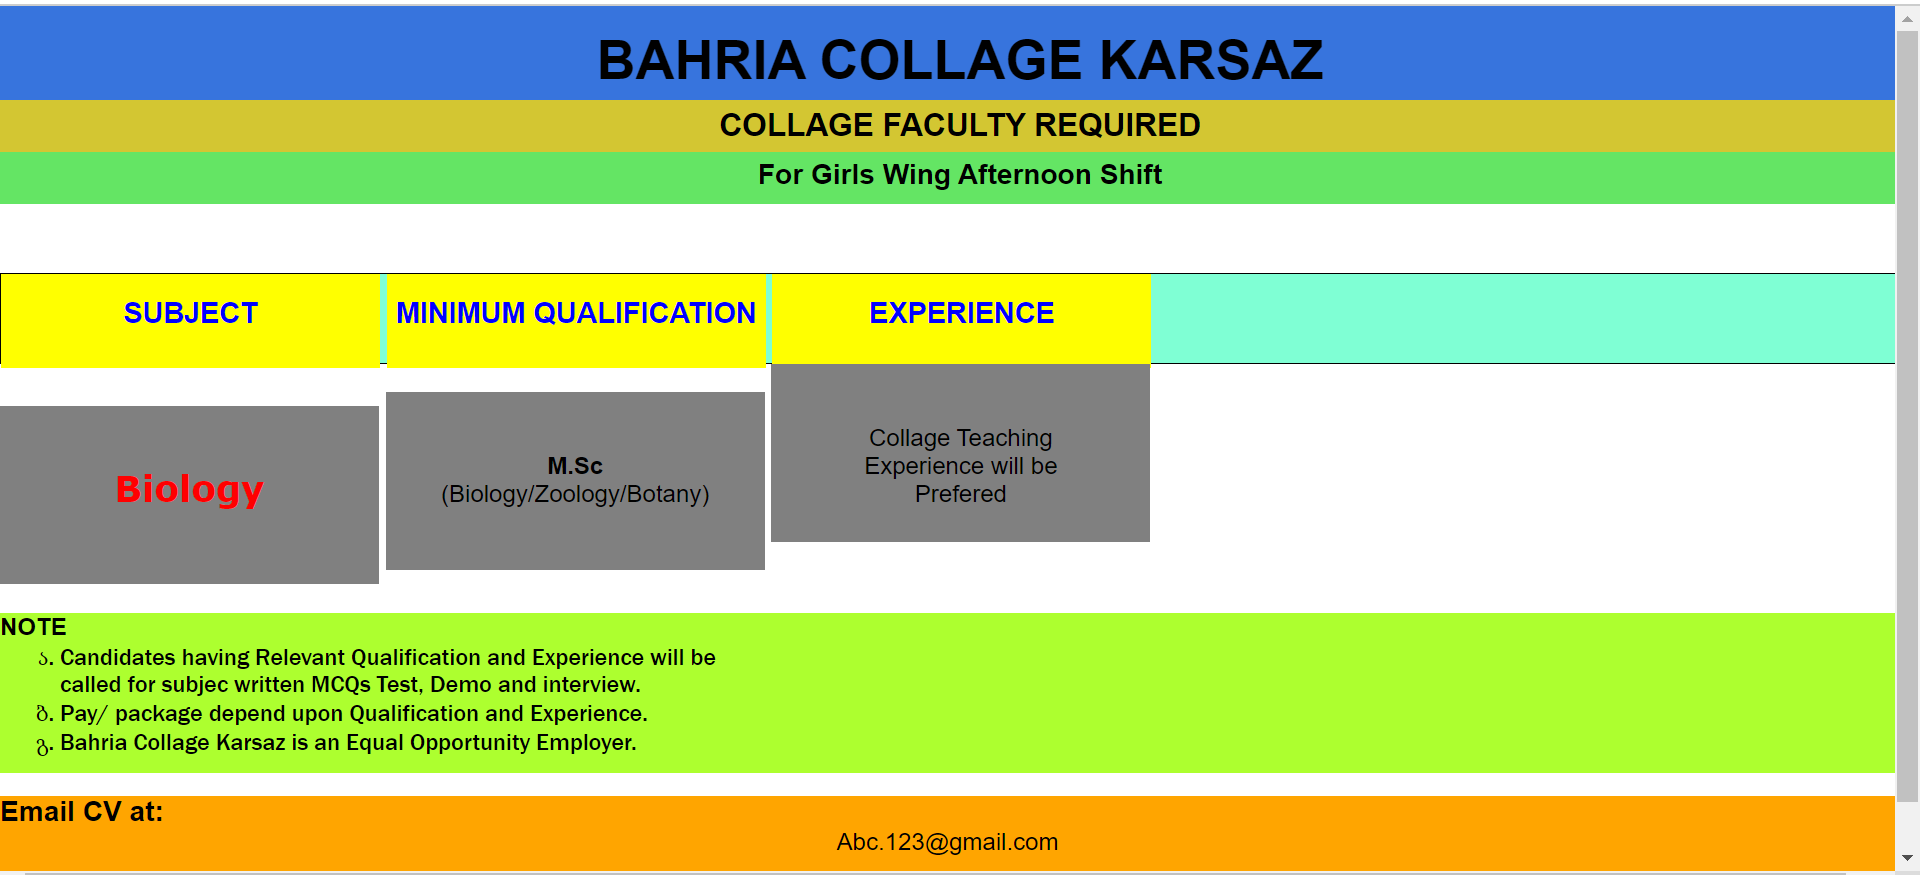 BAHRIA COLLAGE KARSAZ
COLLAGE FACULTY REQUIRED
For Girls Wing Afternoon Shift
SUBJECT
MINIMUM QUALIFICATION
EXPERIENCE
Biology
M.Sc
(Biology/Zoology/Botany)
Collage Teaching
Experience will be
Prefered
NOTE
ა. Candidates having Relevant Qualification and Experience will be
called for subjec written MCQs Test, Demo and interview.
ბ. Pay/ package depend upon Qualification and Experience.
გ. Bahria Collage Karsaz is an Equal Opportunity Employer.
Email CV at:
Abc.123@gmail.com